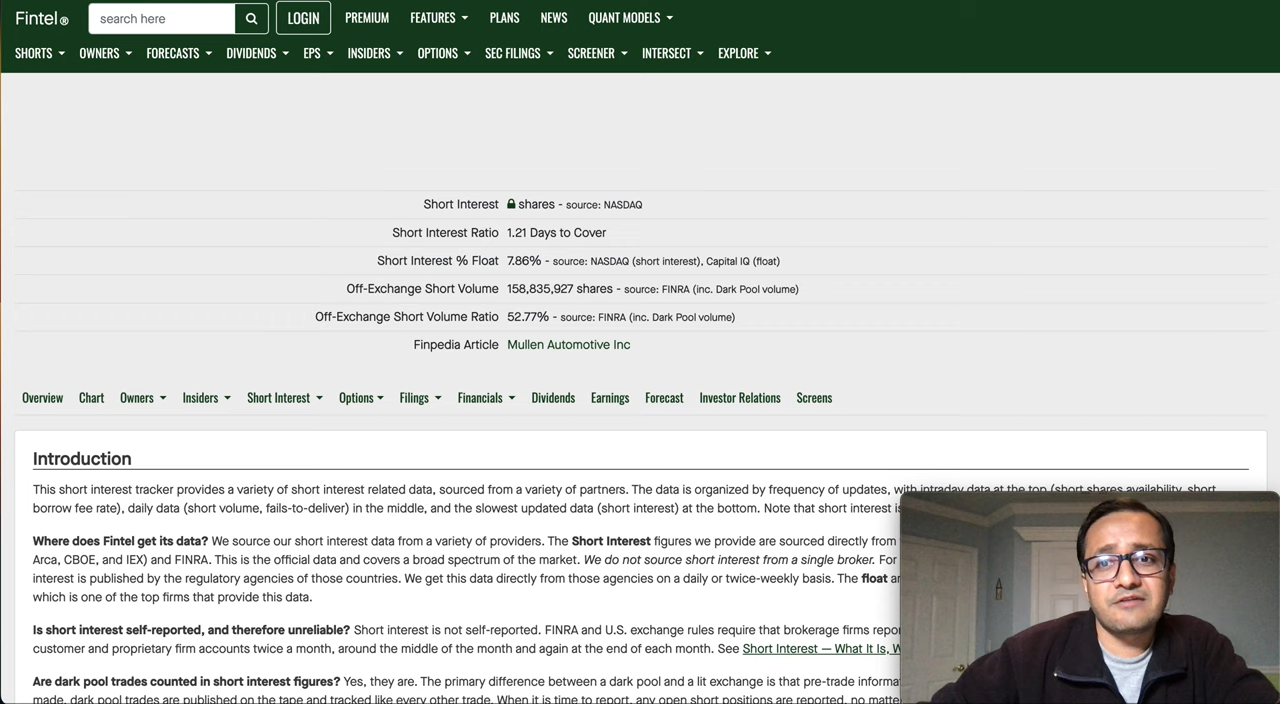 Fintel® search here LOGIN PREMIUM FEATURES PLANS NEWS QUANT MODELS
SHORTS OWNERS FORECASTS DIVIDENDS EPS INSIDERS OPTIONS SEC FILINGS SCREENER INTERSECT EXPLORE
Short Interest shares - source: NASDAQ
Short Interest Ratio 1.21 Days to Cover
Short Interest % Float 7.86% - source: NASDAQ (short interest), Capital IQ (float)
Off-Exchange Short Volume 158,835,927 shares - source: FINRA (inc. Dark Pool volume)
Off-Exchange Short Volume Ratio 52.77% - source: FINRA (inc. Dark Pool volume)
Finpedia Article Mullen Automotive Inc
Overview Chart Owners Insiders Short Interest Options Filings Financials Dividends Earnings Forecast Investor Relations Screens
Introduction
This short interest tracker provides a variety of short interest related data, sourced from a variety of partners. The data is organized by frequency of updates, with intraday data at the top (short shares availability, short
borrow fee rate), daily data (short volume, fails-to-deliver) in the middle, and the slowest updated data (short interest) at the bottom. Note that short interest is
Where does Fintel get its data? We source our short interest data from a variety of providers. The Short Interest figures we provide are sourced directly from
Arca, CBOE, and IEX) and FINRA. This is the official data and covers a broad spectrum of the market. We do not source short interest from a single broker. For
interest is published by the regulatory agencies of those countries. We get this data directly from those agencies on a daily or twice-weekly basis. The float
which is one of the top firms that provide this data.
Is short interest self-reported, and therefore unreliable? Short interest is not self-reported. FINRA and U.S. exchange rules require that brokerage firms
customer and proprietary firm accounts twice a month, around the middle of the month and again at the end of each month. See Short Interest — What It Is,
Are dark pool trades counted in short interest figures? Yes, they are. The primary difference between a dark pool and a lit exchange is that pre-trade
made, dark pool trades are published on the tape and tracked like every other trade. When it is time to report, any open short positions are reported, no